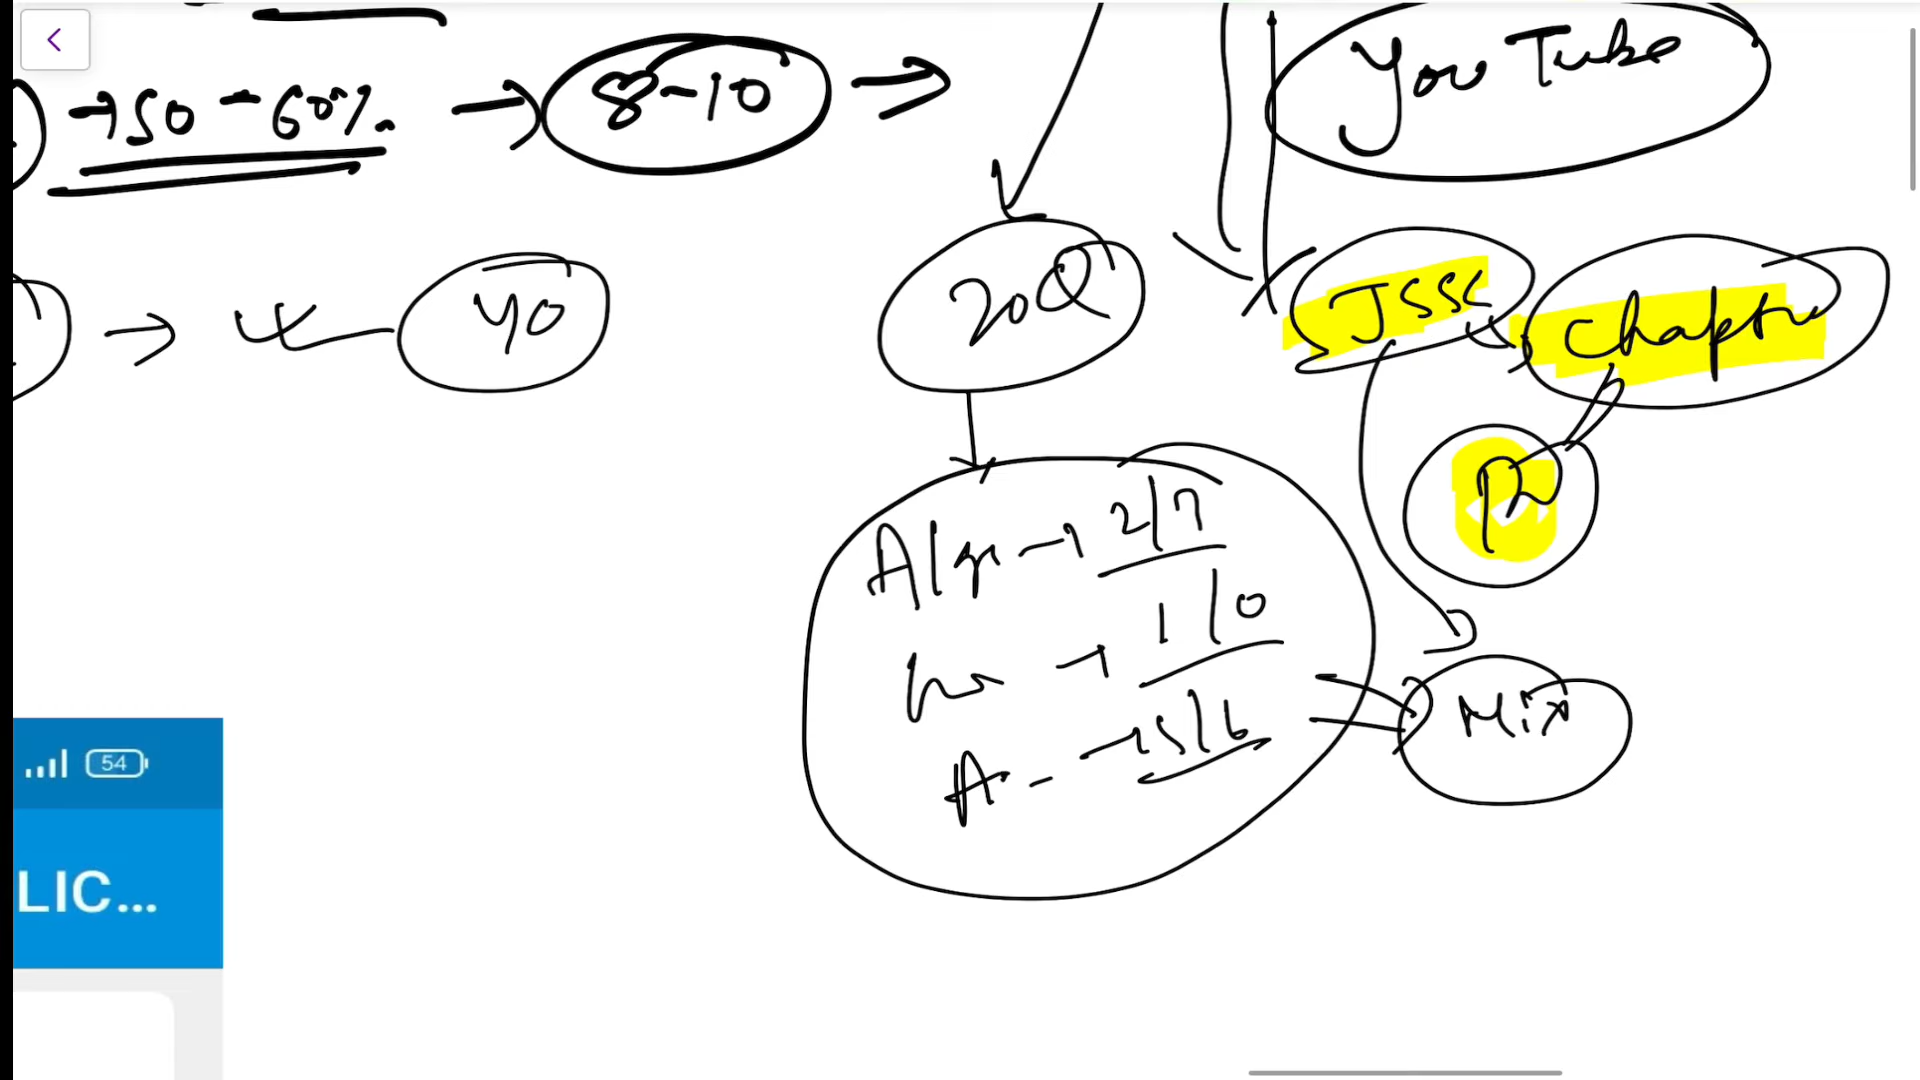 → 50 - 60% → 8-10 →
You Tube
→ 40
20Q
JSSC
Chapter
2/7
1/0
A - → 5/6
Mix
54
LIC...